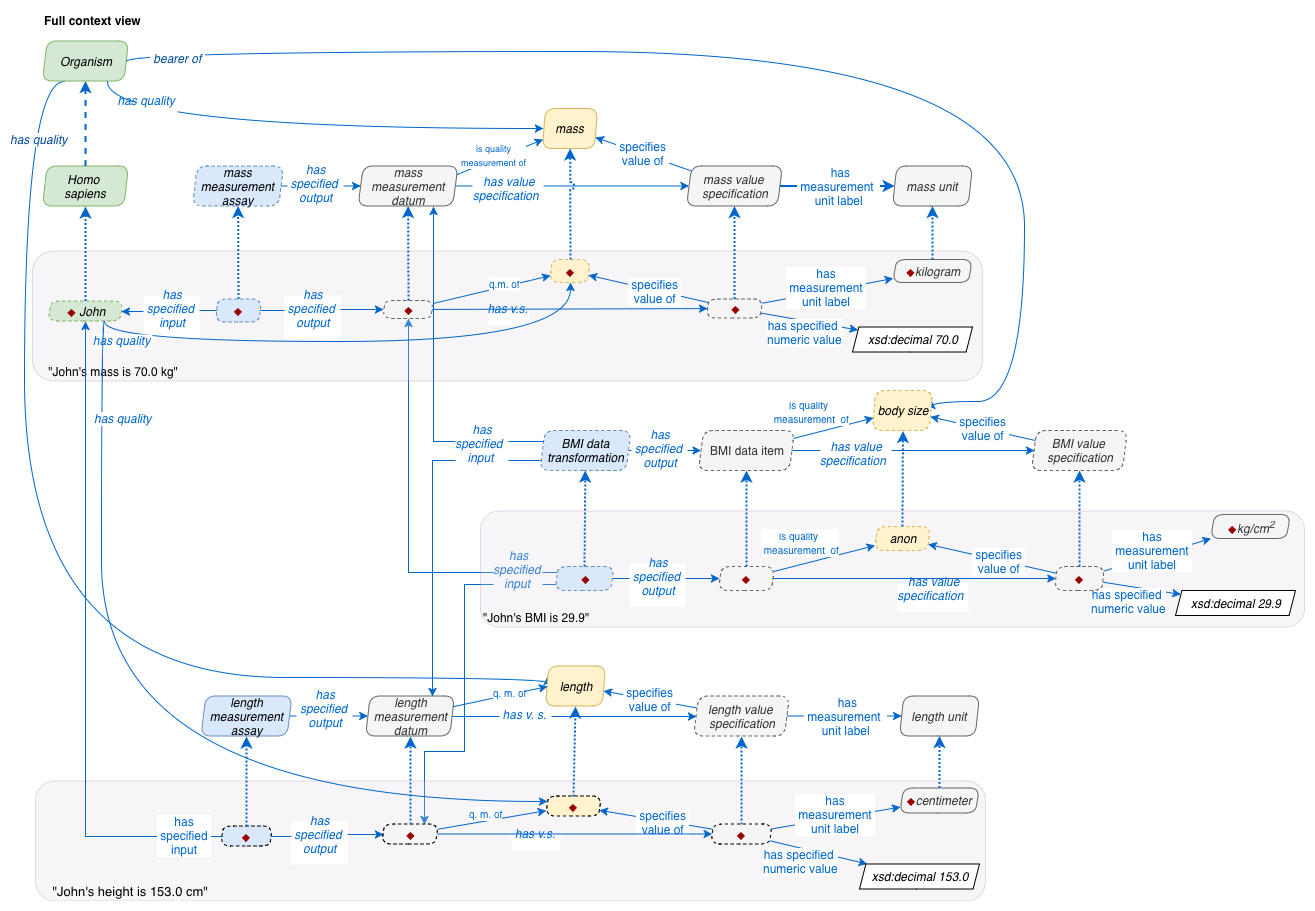 Full context view
Organism
bearer of
has quality
has quality
mass
is quality
measurement of
specifies
value of
Homo
sapiens
mass
measurement
assay
has
specified
output
mass
measurement
datum
has value
specification
mass value
specification
has
measurement
unit label
mass unit
John
has
specified
input
has
specified
output
q.m. of
has v.s.
specifies
value of
has
measurement
unit label
kilogram
has specified
numeric value
xsd:decimal 70.0
has quality
"John's mass is 70.0 kg"
has quality
has
specified
input
BMI data
transformation
has
specified
output
BMI data item
is quality
measurement of
body size
has value
specification
specifies
value of
BMI value
specification
has
specified
input
has
specified
output
is quality
measurement of
anon
has value
specification
specifies
value of
has
measurement
unit label
kg/cm2
has specified
numeric value
xsd:decimal 29.9
"John's BMI is 29.9"
length
measurement
assay
has
specified
output
length
measurement
datum
q. m. of
length
has v. s.
specifies
value of
length value
specification
has
measurement
unit label
length unit
has
specified
input
has
specified
output
q. m. of
has v.s.
specifies
value of
has
measurement
unit label
centimeter
has specified
numeric value
xsd:decimal 153.0
"John's height is 153.0 cm"